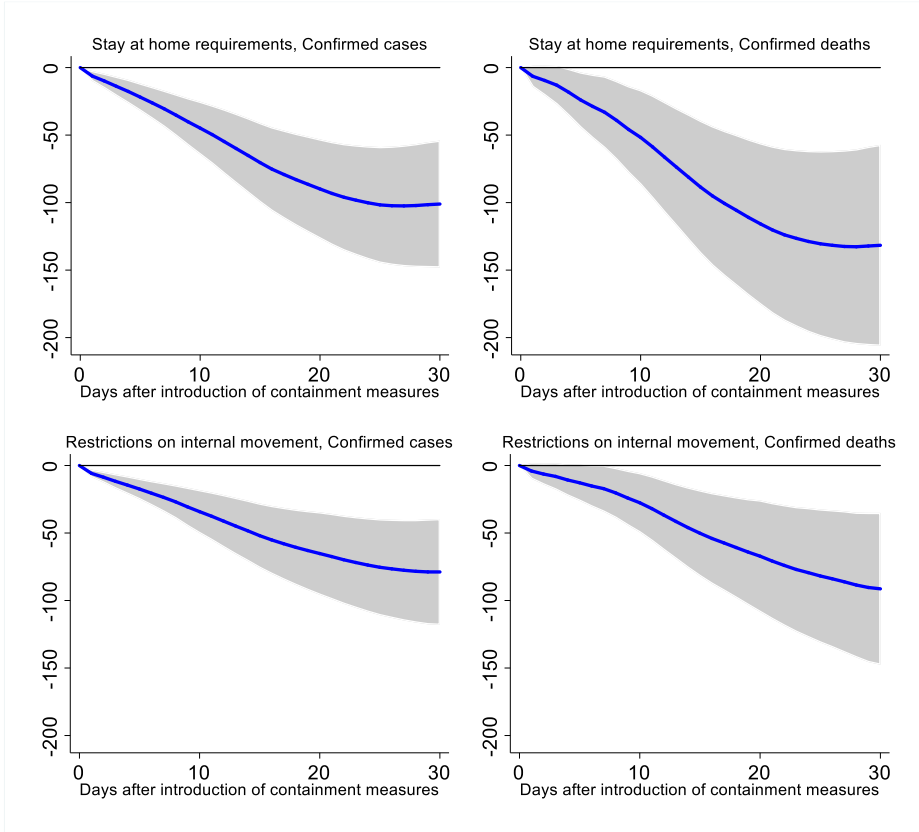 Stay at home requirements, Confirmed cases
0
-50
-100
-150
-200
0 10 20 30
Days after introduction of containment measures
Stay at home requirements, Confirmed deaths
0
-50
-100
-150
-200
0 10 20 30
Days after introduction of containment measures
Restrictions on internal movement, Confirmed cases
0
-50
-100
-150
-200
0 10 20 30
Days after introduction of containment measures
Restrictions on internal movement, Confirmed deaths
0
-50
-100
-150
-200
0 10 20 30
Days after introduction of containment measures